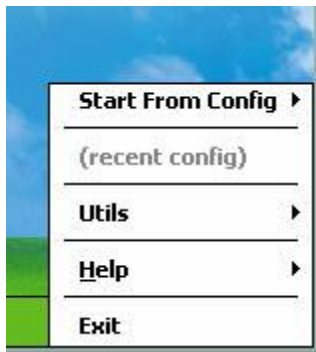 Start From Config
(recent config)
Utils
Help
Exit